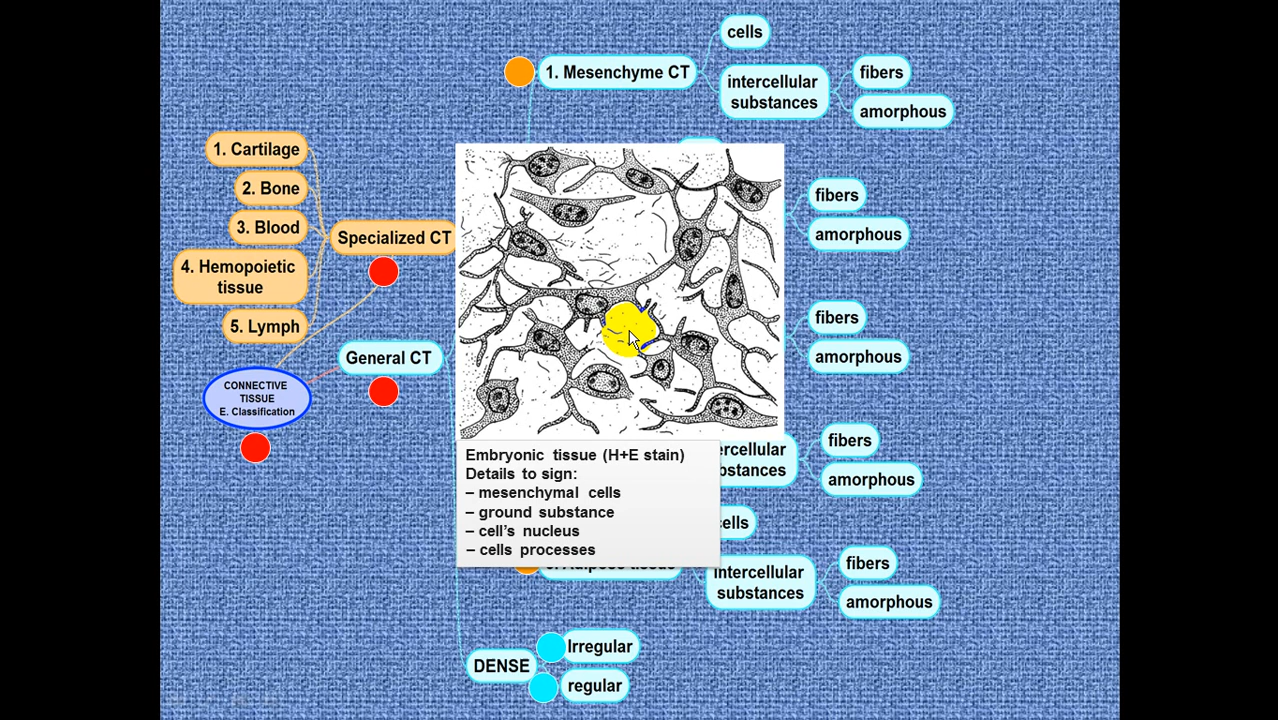 cells
1. Mesenchyme CT
intercellular
substances
fibers
amorphous
1. Cartilage
2. Bone
3. Blood
4. Hemopoietic
tissue
5. Lymph
Specialized CT
General CT
CONNECTIVE
TISSUE
E. Classification
fibers
amorphous
fibers
amorphous
Embryonic tissue (H+E stain)
Details to sign:
– mesenchymal cells
– ground substance
– cell's nucleus
– cells processes
fibers
amorphous
cells
Adipose tissue
intercellular
substances
fibers
amorphous
DENSE
Irregular
regular